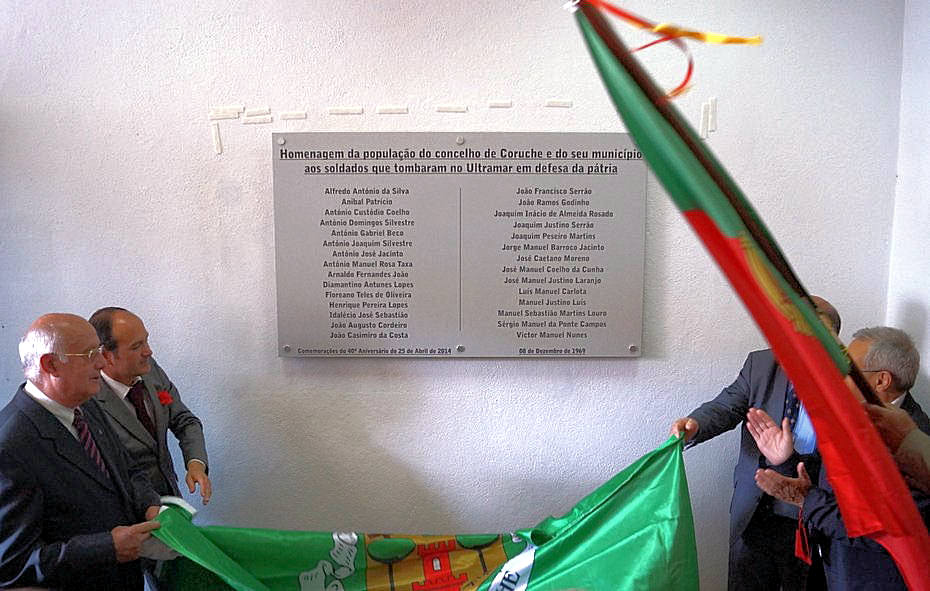 Homenagem da população do concelho de Coruche e do seu município
aos soldados que tombaram no Ultramar em defesa da pátria
Alfredo António da Silva
Anibal Patrício
António Custódio Coelho
António Domingos Silvestre
António Gabriel Beco
António Joaquim Silvestre
António José Jacinto
António Manuel Rosa Taxa
Arnaldo Fernandes João
Diamantino Antunes Lopes
Floreano Teles de Oliveira
Henrique Pereira Lopes
Idalécio José Sebastião
João Augusto Cordeiro
João Casimiro da Costa
João Francisco Serrão
João Ramos Godinho
Joaquim Inácio de Almeida Rosado
Joaquim Justino Serrão
Joaquim Peseiro Martins
Jorge Manuel Barroco Jacinto
José Caetano Moreno
José Manuel Coelho da Cunha
José Manuel Justino Laranjo
Luís Manuel Carlota
Manuel Justino Luís
Manuel Sebastião Martins Louro
Sérgio Manuel da Ponte Campos
Victor Manuel Nunes
Comemorações do 40º Aniversário do 25 de Abril de 2014
08 de Dezembro de 1969